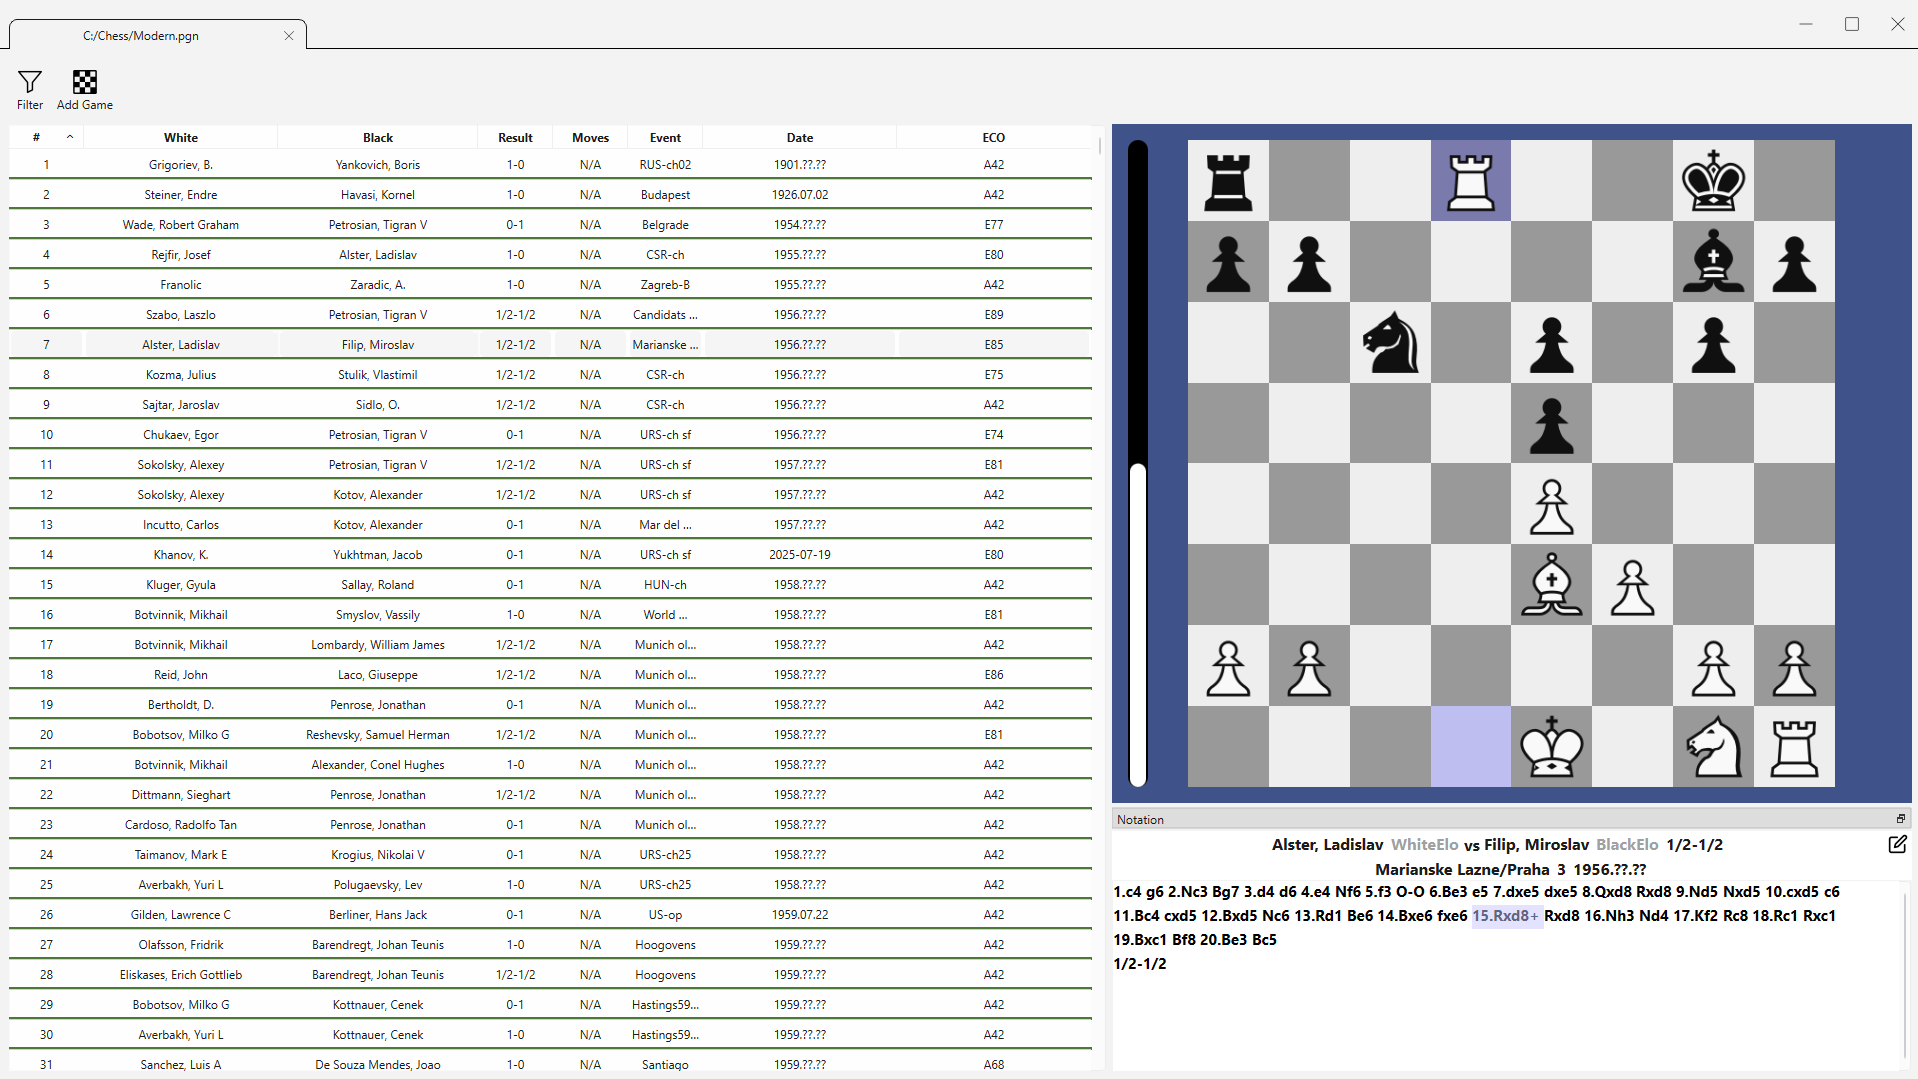 C:/Chess/Modern.pgn
Filter Add Game
# White Black Result Moves Event Date ECO
1 Grigoriev, B. Yankovich, Boris 1-0 N/A RUS-ch02 1901.??.?? A42
2 Steiner, Endre Havasi, Kornel 1-0 N/A Budapest 1926.07.02 A42
3 Wade, Robert Graham Petrosian, Tigran V 0-1 N/A Belgrade 1954.??.?? E77
4 Rejfir, Josef Alster, Ladislav 1-0 N/A CSR-ch 1955.??.?? E80
5 Franolic Zaradic, A. 1-0 N/A Zagreb-B 1955.??.?? A42
6 Szabo, Laszlo Petrosian, Tigran V 1/2-1/2 N/A Candidats ... 1956.??.?? E89
7 Alster, Ladislav Filip, Miroslav 1/2-1/2 N/A Marianske ... 1956.??.?? E85
8 Kozma, Julius Stulik, Vlastimil 1/2-1/2 N/A CSR-ch 1956.??.?? E75
9 Sajtar, Jaroslav Sidlo, O. 1/2-1/2 N/A CSR-ch 1956.??.?? A42
10 Chukaev, Egor Petrosian, Tigran V 0-1 N/A URS-ch sf 1956.??.?? E74
11 Sokolsky, Alexey Petrosian, Tigran V 1/2-1/2 N/A URS-ch sf 1957.??.?? E81
12 Sokolsky, Alexey Kotov, Alexander 1/2-1/2 N/A URS-ch sf 1957.??.?? A42
13 Incutto, Carlos Kotov, Alexander 0-1 N/A Mar del ... 1957.??.?? A42
14 Khanov, K. Yukhtman, Jacob 0-1 N/A URS-ch sf 2025-07-19 E80
15 Kluger, Gyula Sallay, Roland 0-1 N/A HUN-ch 1958.??.?? A42
16 Botvinnik, Mikhail Smyslov, Vassily 1-0 N/A World ... 1958.??.?? E81
17 Botvinnik, Mikhail Lombardy, William James 1/2-1/2 N/A Munich ol... 1958.??.?? A42
18 Reid, John Laco, Giuseppe 1/2-1/2 N/A Munich ol... 1958.??.?? E86
19 Bertholdt, D. Penrose, Jonathan 0-1 N/A Munich ol... 1958.??.?? A42
20 Bobotsov, Milko G Reshevsky, Samuel Herman 1/2-1/2 N/A Munich ol... 1958.??.?? E81
21 Botvinnik, Mikhail Alexander, Conel Hughes 1-0 N/A Munich ol... 1958.??.?? A42
22 Dittmann, Sieghart Penrose, Jonathan 1/2-1/2 N/A Munich ol... 1958.??.?? A42
23 Cardoso, Radolfo Tan Penrose, Jonathan 0-1 N/A Munich ol... 1958.??.?? A42
24 Taimanov, Mark E Krogius, Nikolai V 0-1 N/A URS-ch25 1958.??.?? A42
25 Averbakh, Yuri L Polugaevsky, Lev 1-0 N/A URS-ch25 1958.??.?? A42
26 Gilden, Lawrence C Berliner, Hans Jack 0-1 N/A US-op 1959.07.22 A42
27 Olafsson, Fridrik Barendregt, Johan Teunis 1-0 N/A Hoogovens 1959.??.?? A42
28 Eliskases, Erich Gottlieb Barendregt, Johan Teunis 1/2-1/2 N/A Hoogovens 1959.??.?? A42
29 Bobotsov, Milko G Kottnauer, Cenek 0-1 N/A Hastings59... 1959.??.?? A42
30 Averbakh, Yuri L Kottnauer, Cenek 1-0 N/A Hastings59... 1959.??.?? A42
31 Sanchez, Luis A De Souza Mendes, Joao 1-0 N/A Santiago 1959.??.?? A68
Notation
Alster, Ladislav WhiteElo vs Filip, Miroslav BlackElo 1/2-1/2
Marianske Lazne/Praha 3 1956.??.??
1.c4 g6 2.Nc3 Bg7 3.d4 d6 4.e4 Nf6 5.f3 O-O 6.Be3 e5 7.dxe5 dxe5 8.Qxd8 Rxd8 9.Nd5 Nxd5 10.cxd5 c6
11.Bc4 cxd5 12.Bxd5 Nc6 13.Rd1 Be6 14.Bxe6 fxe6 15.Rxd8+ Rxd8 16.Nh3 Nd4 17.Kf2 Rc8 18.Rc1 Rxc1
19.Bxc1 Bf8 20.Be3 Bc5
1/2-1/2